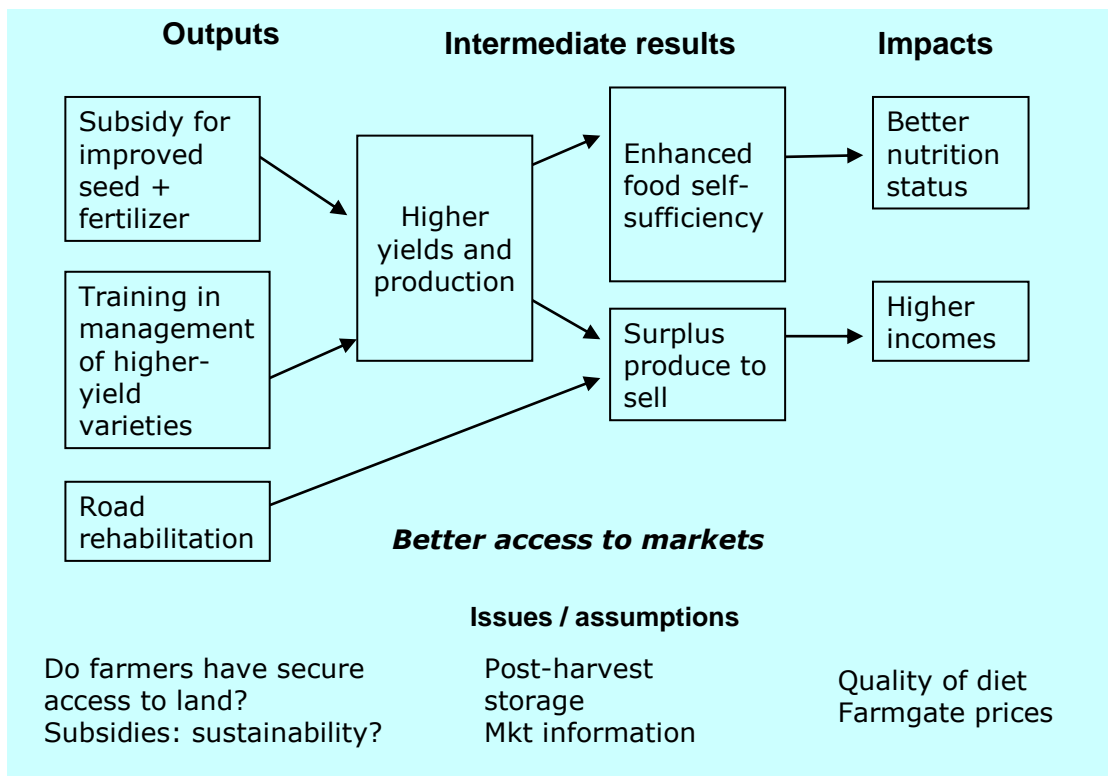 Outputs
Intermediate results
Impacts
Subsidy for
improved
seed +
fertilizer
Training in
management
of higher-
yield
varieties
Road
rehabilitation
Higher
yields and
production
Enhanced
food self-
sufficiency
Surplus
produce to
sell
Better
nutrition
status
Higher
incomes
Better access to markets
Issues / assumptions
Do farmers have secure
access to land?
Subsidies: sustainability?
Post-harvest
storage
Mkt information
Quality of diet
Farmgate prices